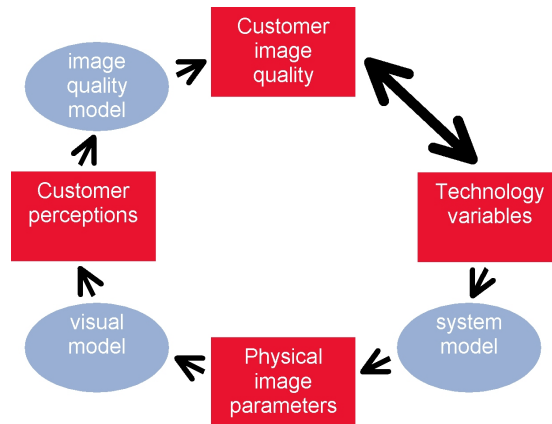 Customer
image
quality
image
quality
model
Customer
perceptions
Technology
variables
visual
model
system
model
Physical
image
parameters